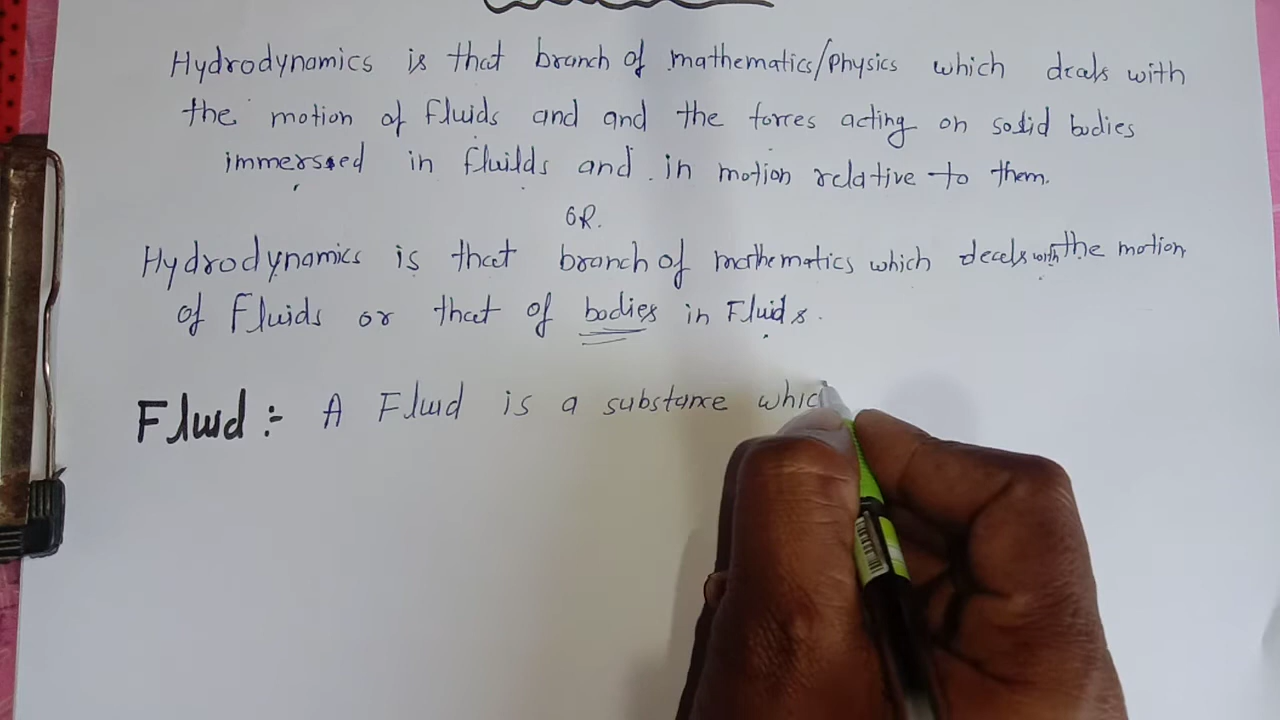 Hydrodynamics is that branch of mathematics/physics which deals with
the motion of fluids and and the forces acting on solid bodies
immersed in fluilds and in motion relative to them.
OR.
Hydrodynamics is that branch of mathematics which deals with the motion
of Fluids or that of bodies in Fluids.
Fluid :- A Fluid is a substance whic